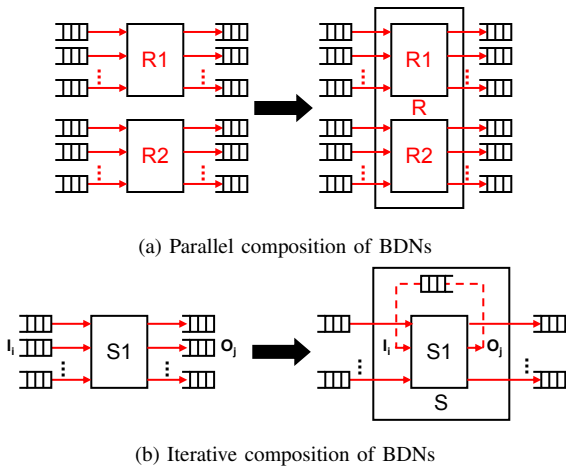 R1
R2
R1
R
R2
(a) Parallel composition of BDNs
Ii
S1
Oj
Ii
S1
Oj
S
(b) Iterative composition of BDNs